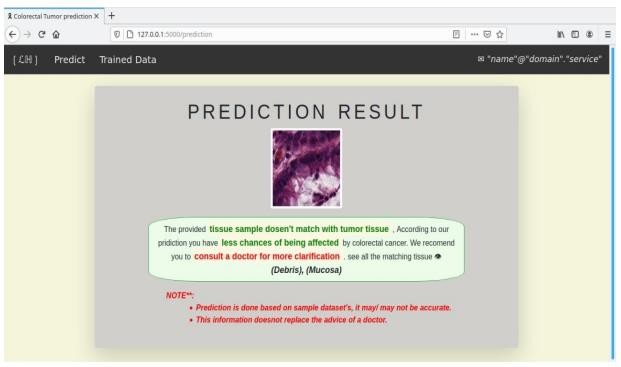 Colorectal Tumor prediction ×
127.0.0.1:5000/prediction
[ℒℍ] Predict Trained Data ✉ "name"@"domain"."service"
PREDICTION RESULT
The provided tissue sample dosen't match with tumor tissue , According to our
pridiction you have less chances of being affected by colorectal cancer. We recomend
you to consult a doctor for more clarification . see all the matching tissue 👁
(Debris), (Mucosa)
NOTE**:
• Prediction is done based on sample dataset's, it may/ may not be accurate.
• This information doesnot replace the advice of a doctor.